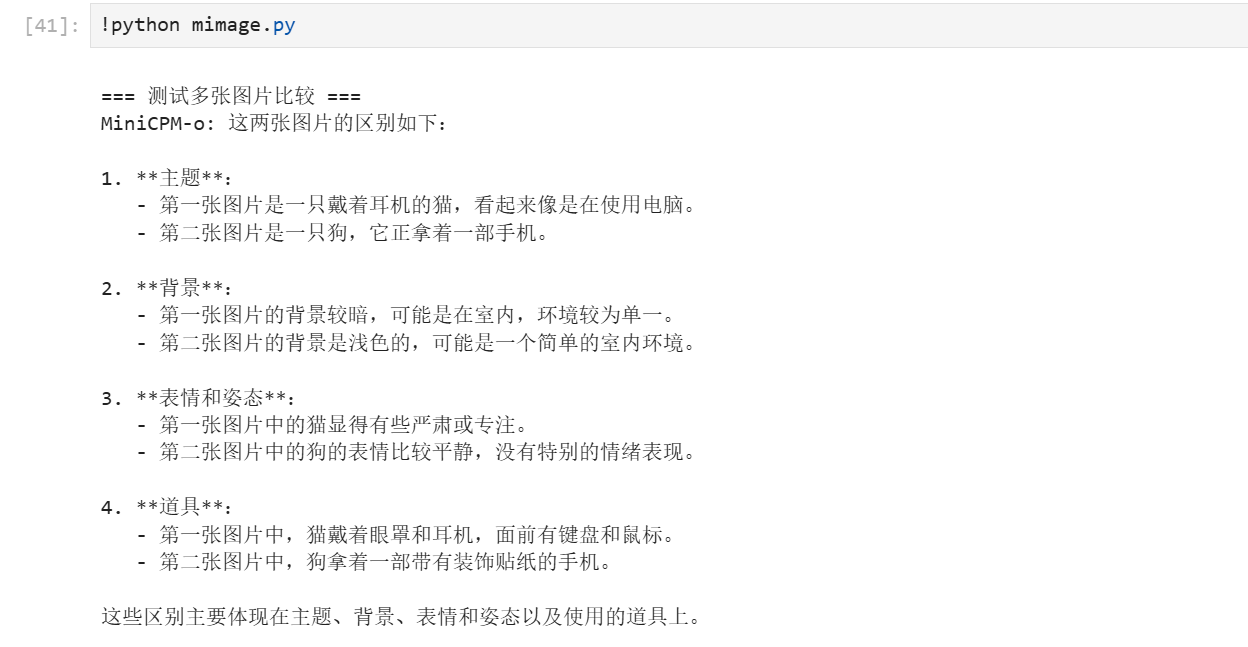 [41]: !python mimage.py
=== 测试多张图片比较 ===
MiniCPM-o: 这两张图片的区别如下：
1. **主题**：
- 第一张图片是一只戴着耳机的猫，看起来像是在使用电脑。
- 第二张图片是一只狗，它正拿着一部手机。
2. **背景**：
- 第一张图片的背景较暗，可能是在室内，环境较为单一。
- 第二张图片的背景是浅色的，可能是一个简单的室内环境。
3. **表情和姿态**：
- 第一张图片中的猫显得有些严肃或专注。
- 第二张图片中的狗的表情比较平静，没有特别的情绪表现。
4. **道具**：
- 第一张图片中，猫戴着眼罩和耳机，面前有键盘和鼠标。
- 第二张图片中，狗拿着一部带有装饰贴纸的手机。
这些区别主要体现在主题、背景、表情和姿态以及使用的道具上。